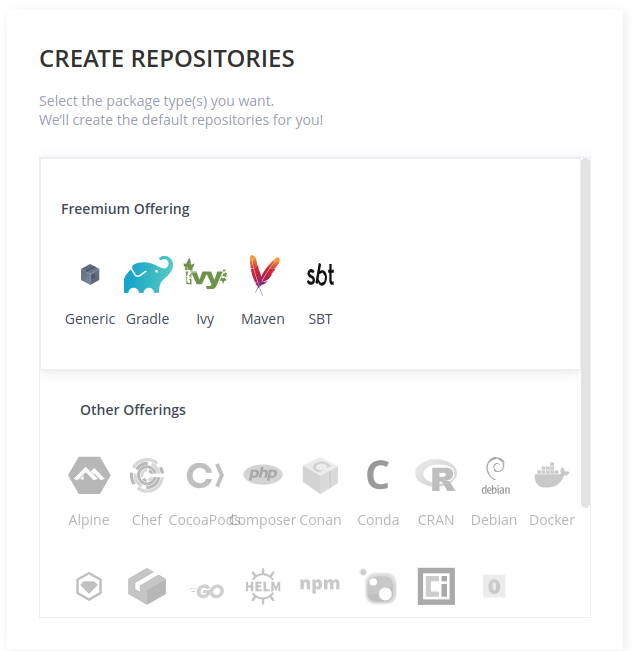 CREATE REPOSITORIES
Select the package type(s) you want.
We'll create the default repositories for you!
Freemium Offering
ivy
sbt
Generic Gradle Ivy Maven SBT
Other Offerings
php
debian
Alpine Chef CocoaPods Composer Conan Conda CRAN Debian Docker
GO HELM npm